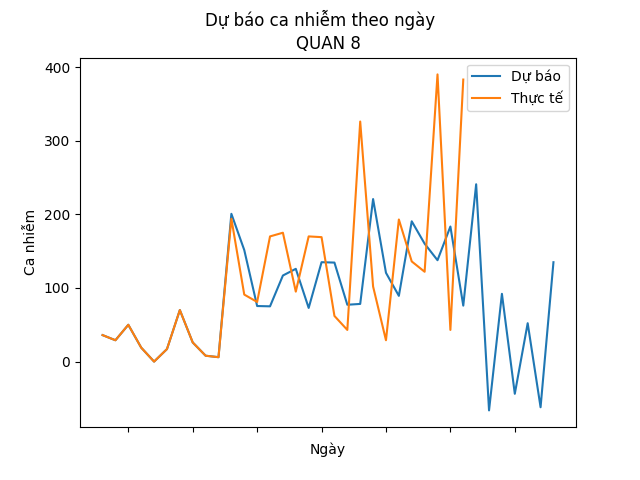 Dự báo ca nhiễm theo ngày
QUAN 8
Dự báo
Thực tế
400
300
200
100
0
Ca nhiễm
Ngày